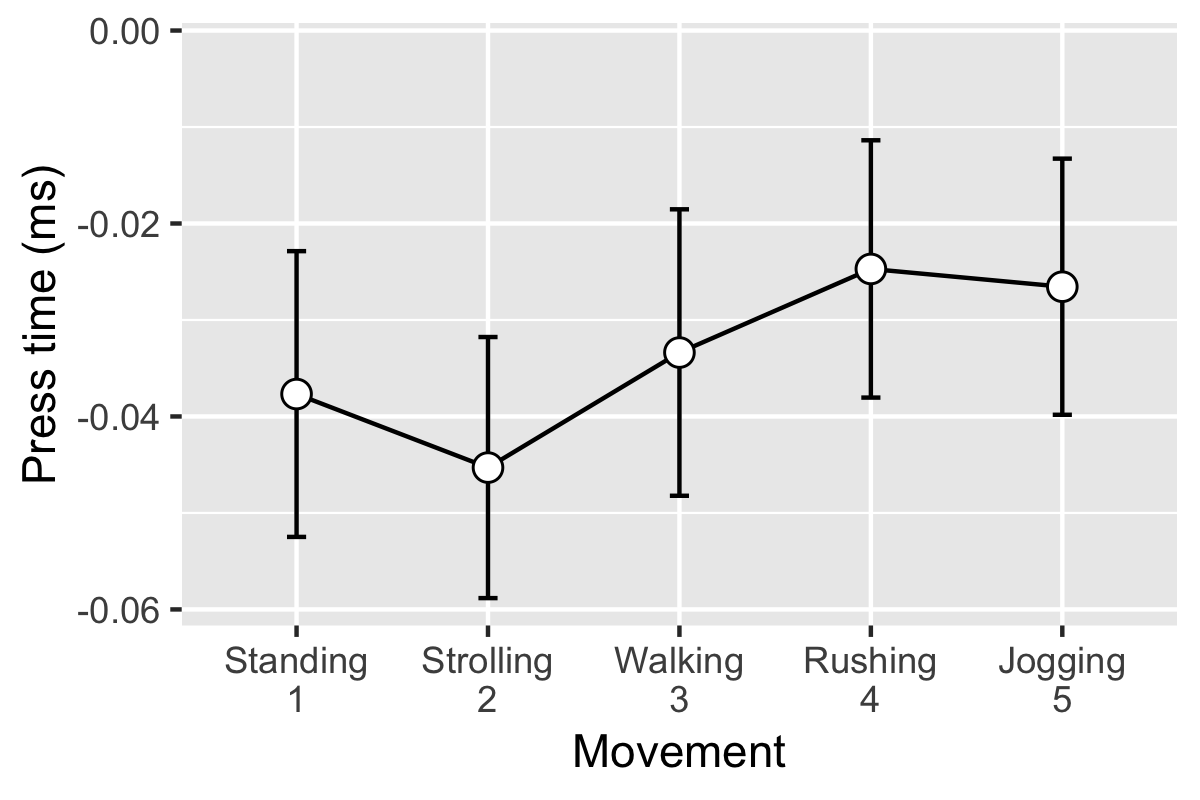 Press time (ms)
0.00
-0.02
-0.04
-0.06
Standing Strolling Walking Rushing Jogging
1 2 3 4 5
Movement